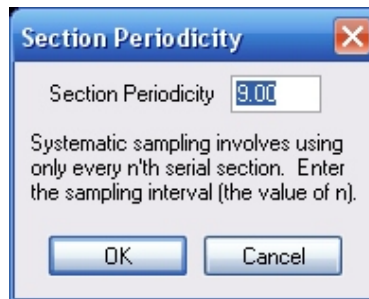 Section Periodicity
Section Periodicity 9.00
Systematic sampling involves using
only every n'th serial section. Enter
the sampling interval (the value of n).
OK Cancel